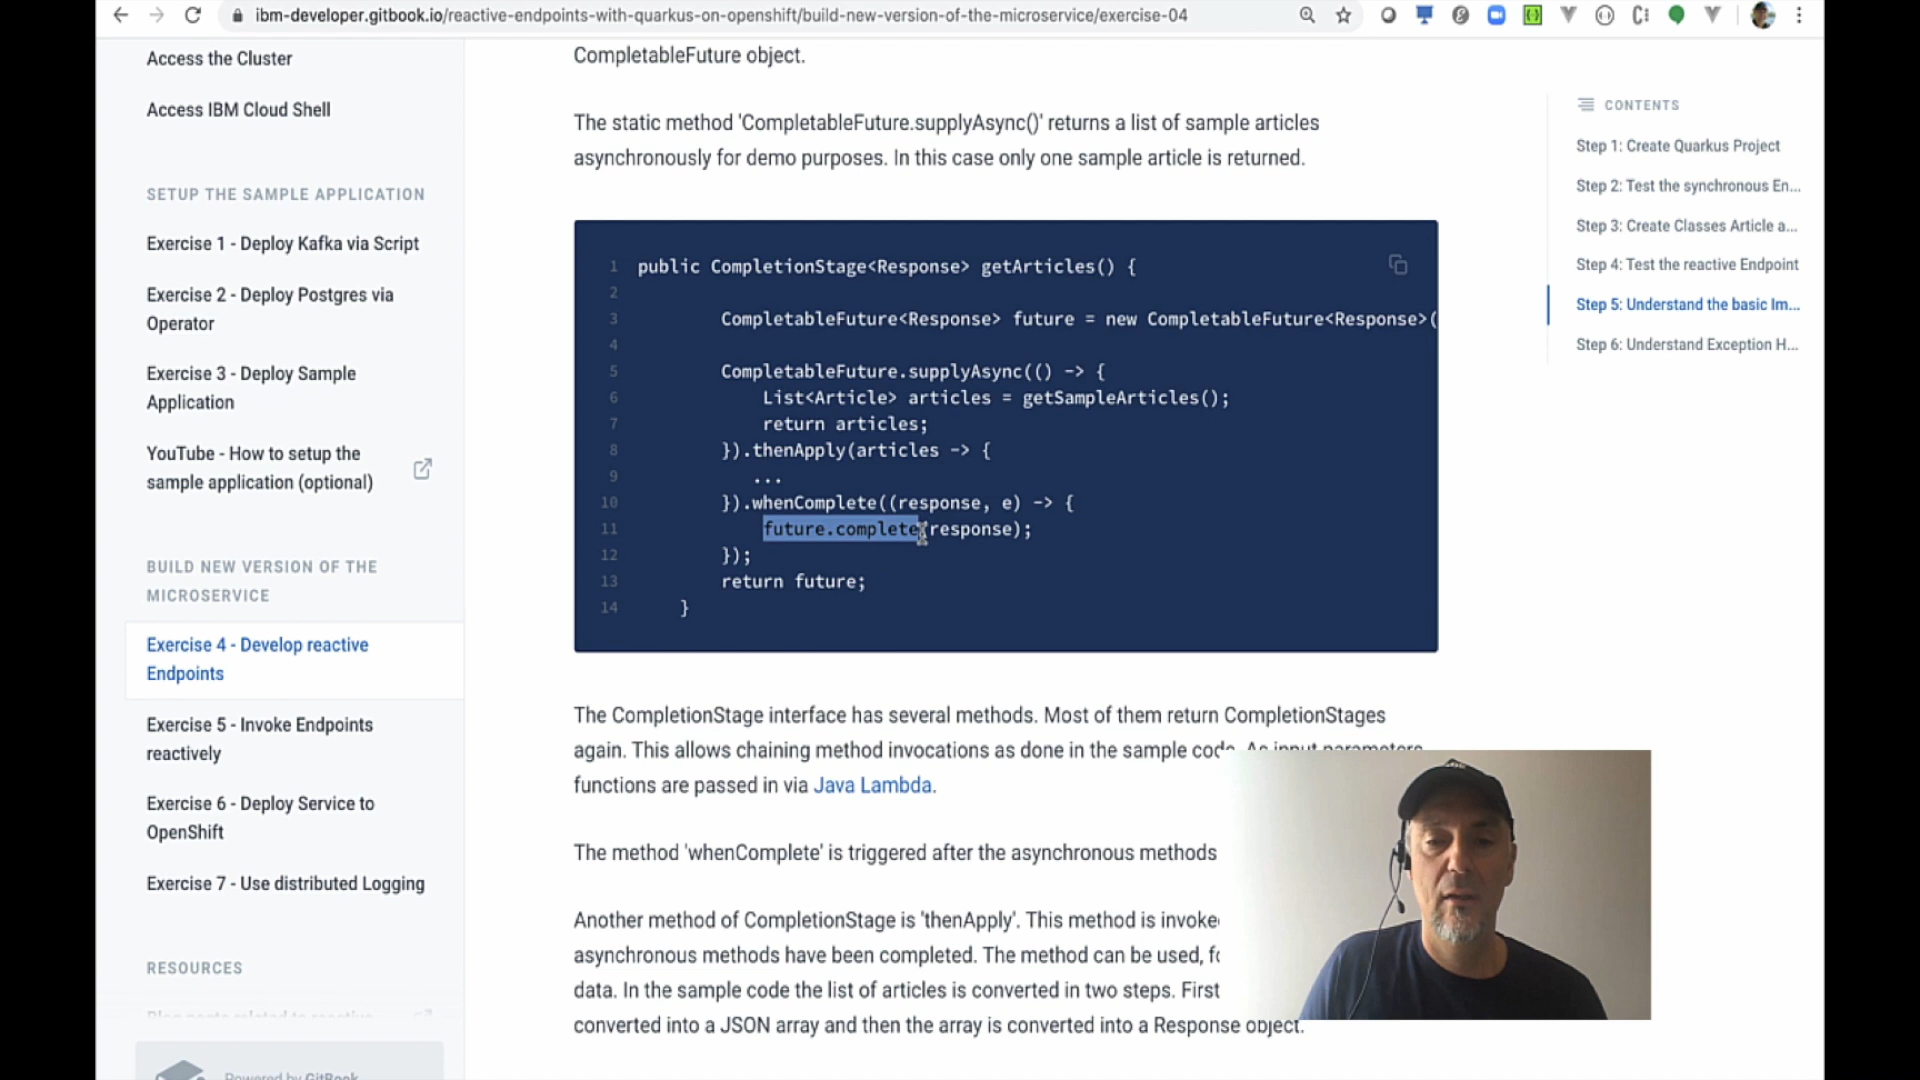 ibm-developer.gitbook.io/reactive-endpoints-with-quarkus-on-openshift/build-new-version-of-the-microservice/exercise-04
Access the Cluster
Access IBM Cloud Shell
SETUP THE SAMPLE APPLICATION
Exercise 1 - Deploy Kafka via Script
Exercise 2 - Deploy Postgres via
Operator
Exercise 3 - Deploy Sample
Application
YouTube - How to setup the
sample application (optional)
BUILD NEW VERSION OF THE
MICROSERVICE
Exercise 4 - Develop reactive
Endpoints
Exercise 5 - Invoke Endpoints
reactively
Exercise 6 - Deploy Service to
OpenShift
Exercise 7 - Use distributed Logging
RESOURCES
Powered by GitBook
CompletableFuture object.
The static method 'CompletableFuture.supplyAsync()' returns a list of sample articles
asynchronously for demo purposes. In this case only one sample article is returned.
1 public CompletionStage<Response> getArticles() {
2
3 CompletableFuture<Response> future = new CompletableFuture<Response>(
4
5 CompletableFuture.supplyAsync(() -> {
6 List<Article> articles = getSampleArticles();
7 return articles;
8 }).thenApply(articles -> {
9 ...
10 }).whenComplete((response, e) -> {
11 future.complete(response);
12 });
13 return future;
14 }
The CompletionStage interface has several methods. Most of them return CompletionStages
again. This allows chaining method invocations as done in the sample code. As input parameters
functions are passed in via Java Lambda.
The method 'whenComplete' is triggered after the asynchronous methods
Another method of CompletionStage is 'thenApply'. This method is invoked
asynchronous methods have been completed. The method can be used,
data. In the sample code the list of articles is converted in two steps. First
converted into a JSON array and then the array is converted into a Response object.
CONTENTS
Step 1: Create Quarkus Project
Step 2: Test the synchronous En...
Step 3: Create Classes Article a...
Step 4: Test the reactive Endpoint
Step 5: Understand the basic Im...
Step 6: Understand Exception H...